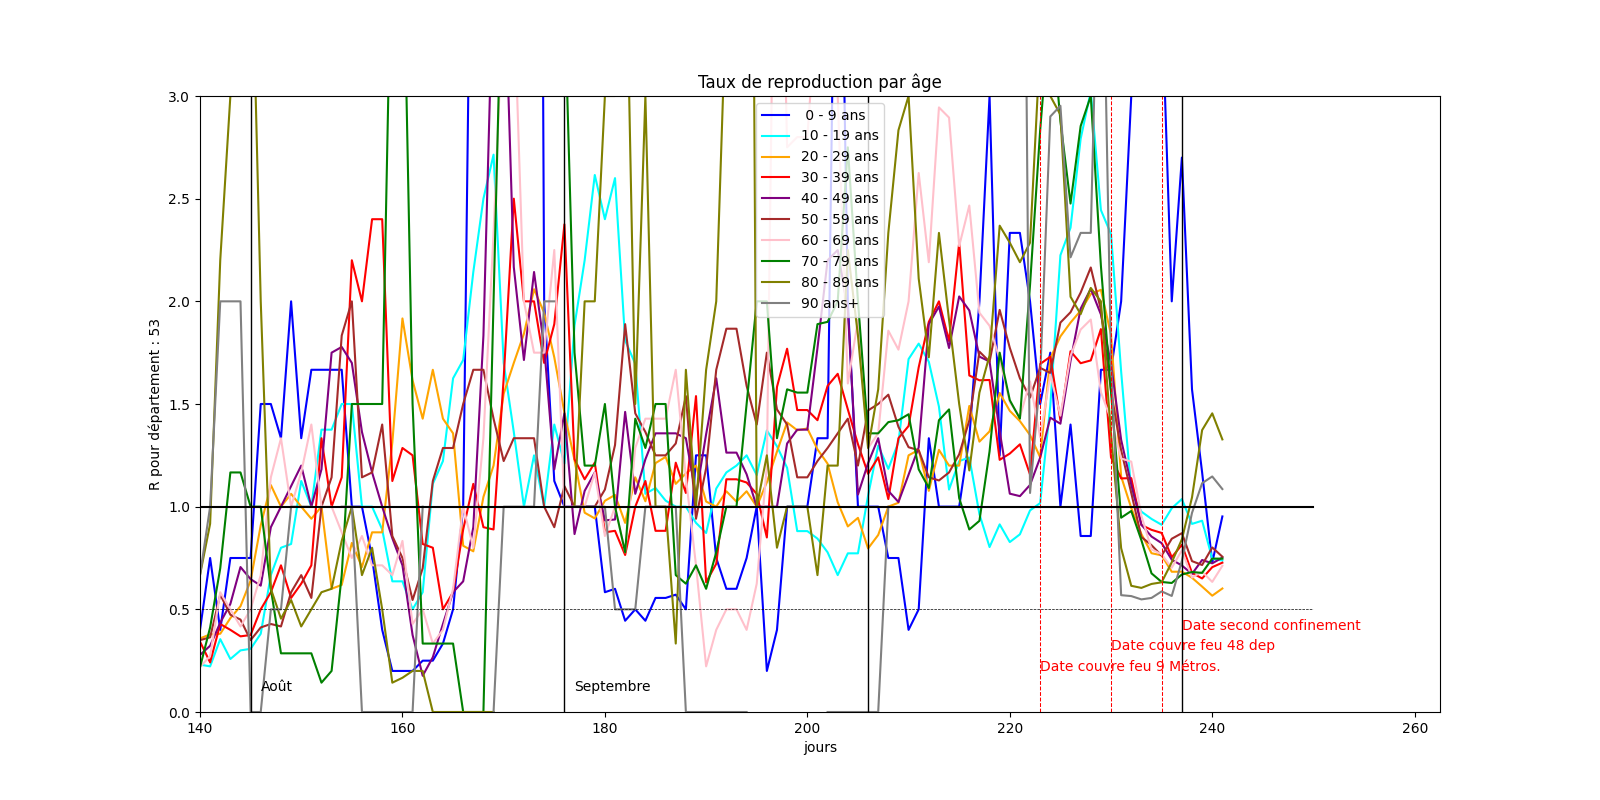 Taux de reproduction par âge
R pour département : 53
3.0
2.5
2.0
1.5
1.0
0.5
0.0
0 - 9 ans
10 - 19 ans
20 - 29 ans
30 - 39 ans
40 - 49 ans
50 - 59 ans
60 - 69 ans
70 - 79 ans
80 - 89 ans
90 ans+
Date second confinement
Date couvre feu 48 dep
Date couvre feu 9 Métros.
Août
Septembre
140
160
180
200
220
240
260
jours